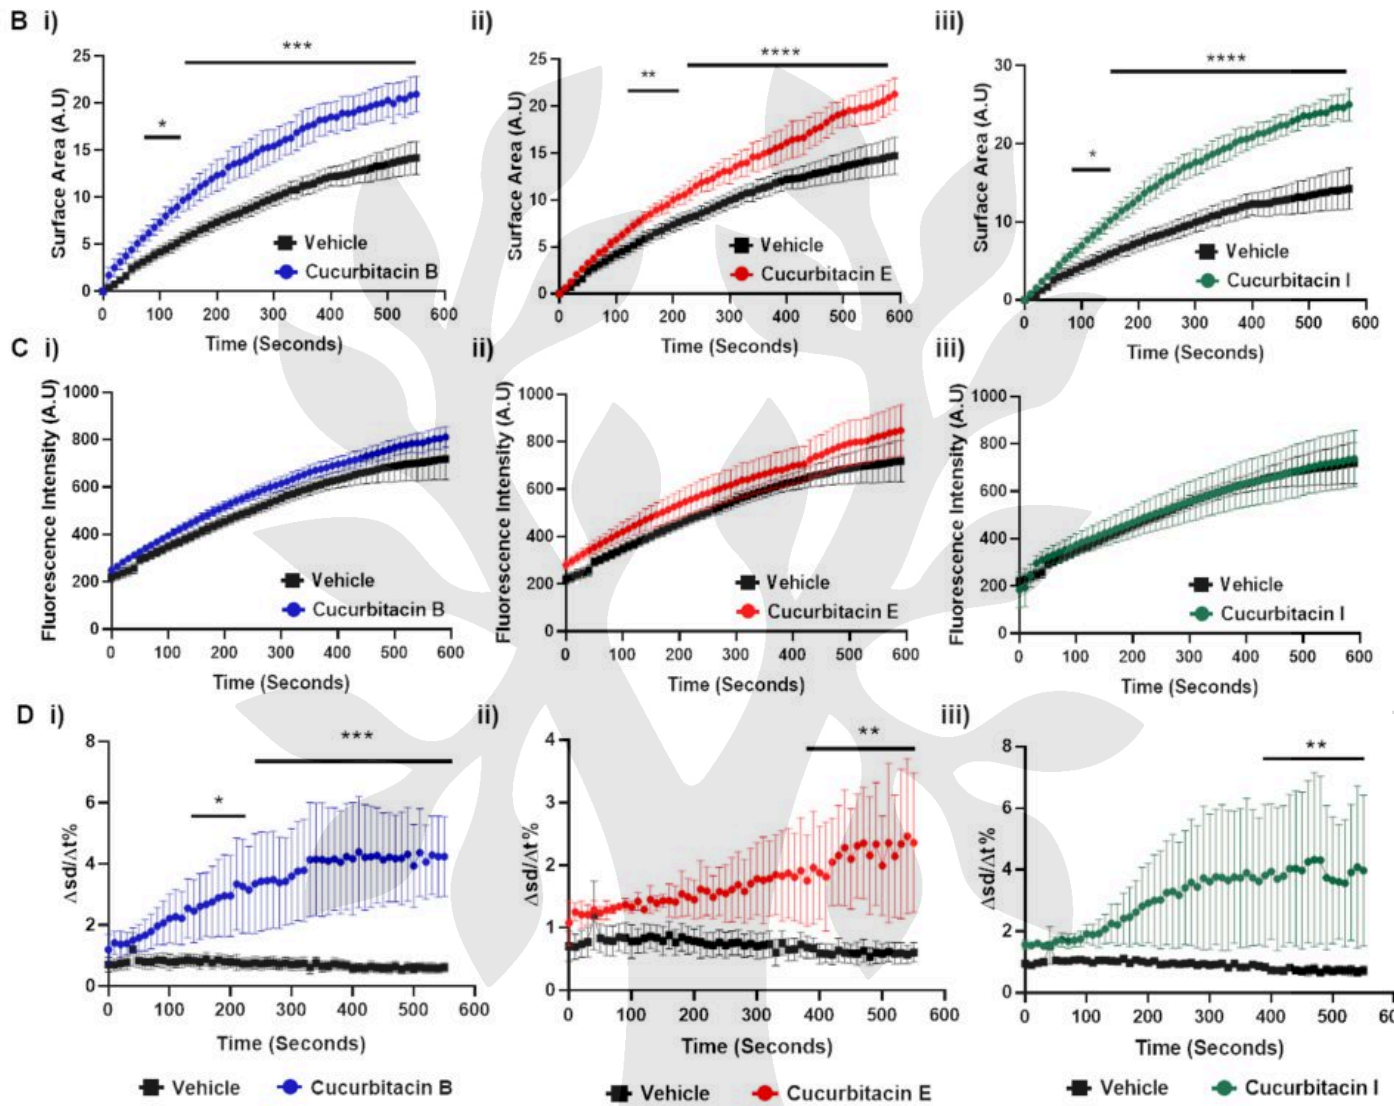 B i)
***
*
Surface Area (A.U)
25
20
15
10
5
0
0 100 200 300 400 500 600
Time (Seconds)
Vehicle
Cucurbitacin B
ii)
****
**
Surface Area (A.U)
25
20
15
10
5
0
0 100 200 300 400 500 600
Time (Seconds)
Vehicle
Cucurbitacin E
iii)
****
*
Surface Area (A.U)
30
20
10
0
0 100 200 300 400 500 600
Time (Seconds)
Vehicle
Cucurbitacin I
C i)
Fluorescence Intensity (A.U)
1000
800
600
400
200
0
0 100 200 300 400 500 600
Time (Seconds)
Vehicle
Cucurbitacin B
ii)
Fluorescence Intensity (A.U)
1000
800
600
400
200
0
0 100 200 300 400 500 600
Time (Seconds)
Vehicle
Cucurbitacin E
iii)
Fluorescence Intensity (A.U)
1000
800
600
400
200
0
0 100 200 300 400 500 600
Time (Seconds)
Vehicle
Cucurbitacin I
D i)
***
*
Δsd/Δt%
8
6
4
2
0
0 100 200 300 400 500 600
Time (Seconds)
Vehicle Cucurbitacin B
ii)
**
Δsd/Δt%
4
3
2
1
0
0 100 200 300 400 500 600
Time (Seconds)
Vehicle Cucurbitacin E
iii)
**
Δsd/Δt%
8
6
4
2
0
0 100 200 300 400 500 600
Time (Seconds)
Vehicle Cucurbitacin I